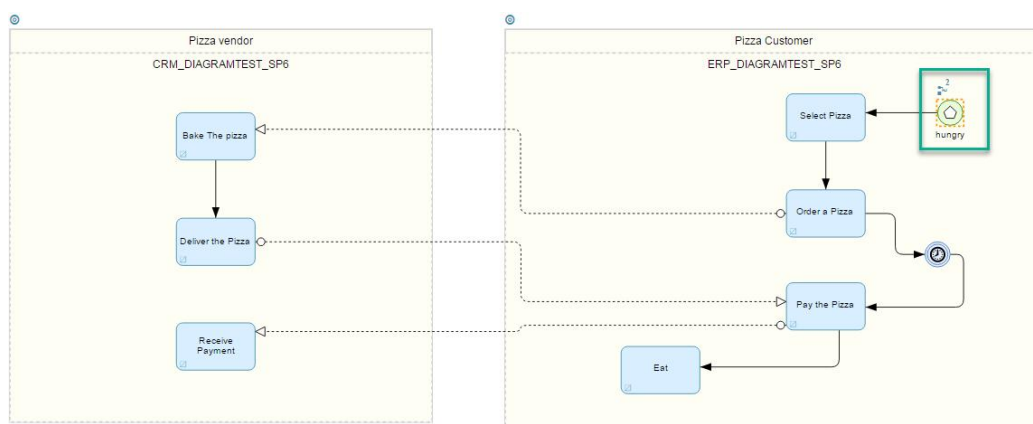 Pizza vendor
CRM_DIAGRAMTEST_SP6
Bake The pizza
Deliver the Pizza
Receive
Payment
Pizza Customer
ERP_DIAGRAMTEST_SP6
2
hungry
Select Pizza
Order a Pizza
Pay the Pizza
Eat